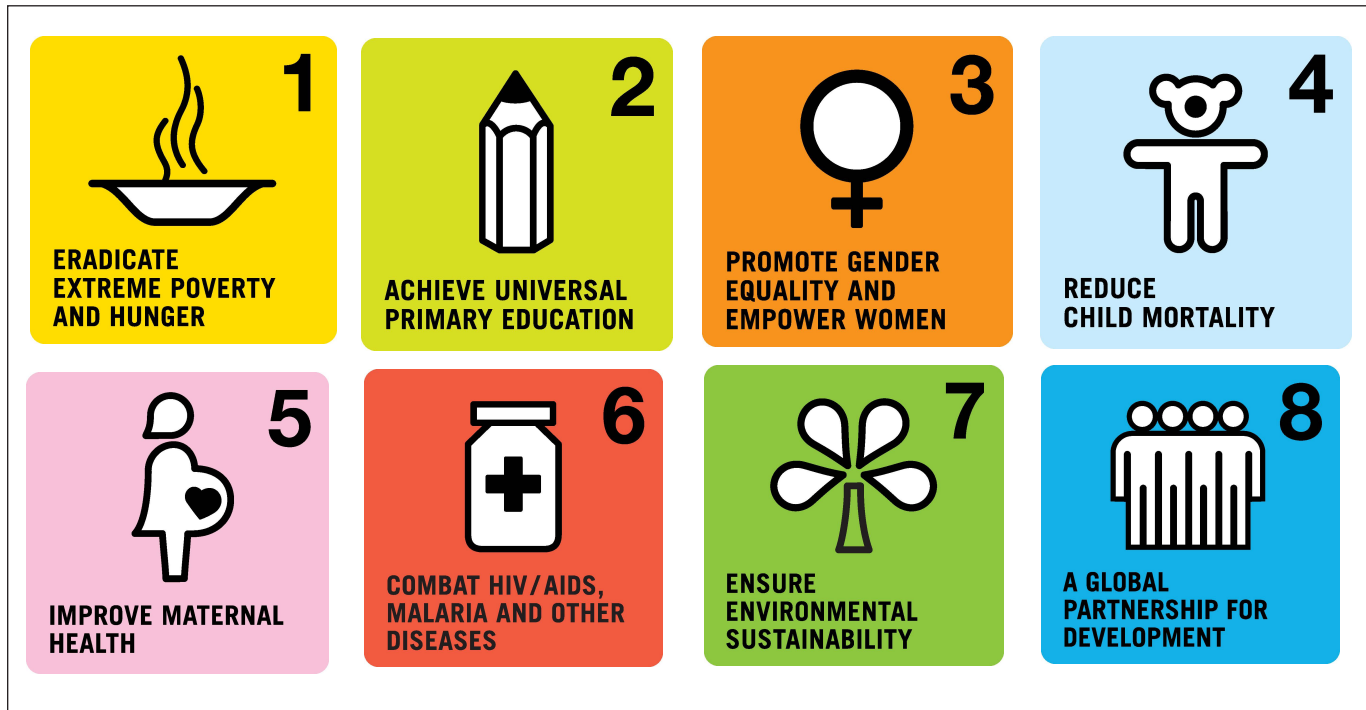 1
ERADICATE
EXTREME POVERTY
AND HUNGER
2
ACHIEVE UNIVERSAL
PRIMARY EDUCATION
3
PROMOTE GENDER
EQUALITY AND
EMPOWER WOMEN
4
REDUCE
CHILD MORTALITY
5
IMPROVE MATERNAL
HEALTH
6
COMBAT HIV/AIDS,
MALARIA AND OTHER
DISEASES
7
ENSURE
ENVIRONMENTAL
SUSTAINABILITY
8
A GLOBAL
PARTNERSHIP FOR
DEVELOPMENT